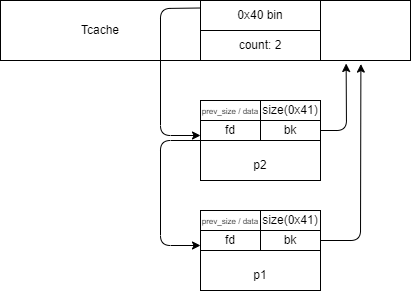 Tcache
0x40 bin
count: 2
prev_size / data
size(0x41)
fd
bk
p2
prev_size / data
size(0x41)
fd
bk
p1